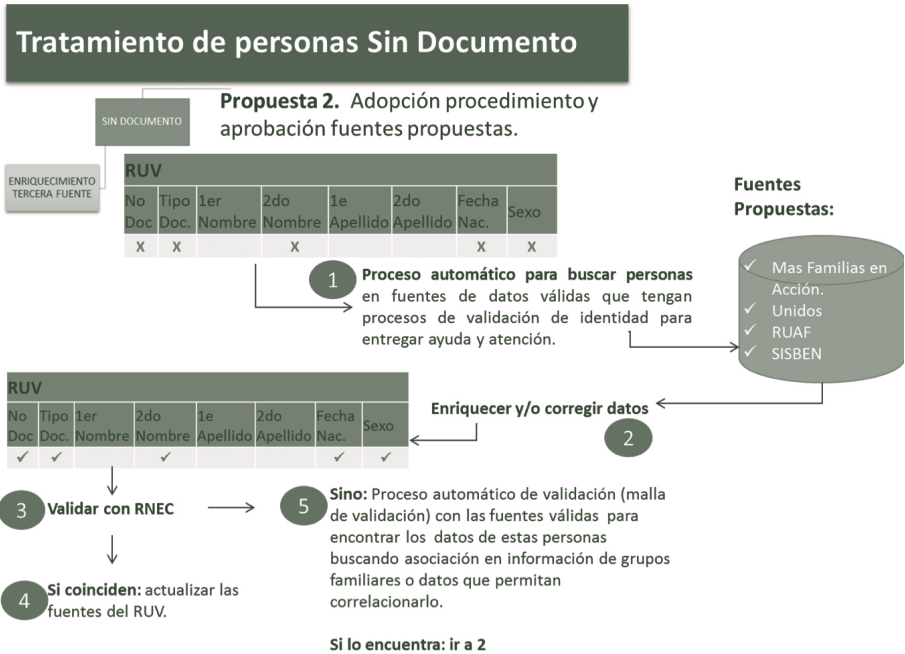 Tratamiento de personas Sin Documento
SIN DOCUMENTO
ENRIQUECIMIENTO
TERCERA FUENTE
Propuesta 2. Adopción procedimiento y
aprobación fuentes propuestas.
RUV
No Doc Tipo Doc. 1er Nombre 2do Nombre 1e Apellido 2do Apellido Fecha Nac. Sexo
X X X X X
Fuentes
Propuestas:
✓ Mas Familias en
Acción.
✓ Unidos
✓ RUAF
✓ SISBEN
1
Proceso automático para buscar personas
en fuentes de datos válidas que tengan
procesos de validación de identidad para
entregar ayuda y atención.
Enriquecer y/o corregir datos
2
RUV
No Doc Tipo Doc. 1er Nombre 2do Nombre 1e Apellido 2do Apellido Fecha Nac. Sexo
✓ ✓ ✓ ✓ ✓
3 Validar con RNEC
4 Si coinciden: actualizar las
fuentes del RUV.
5 Sino: Proceso automático de validación (malla
de validación) con las fuentes válidas para
encontrar los datos de estas personas
buscando asociación en información de grupos
familiares o datos que permitan
correlacionarlo.
Si lo encuentra: ir a 2